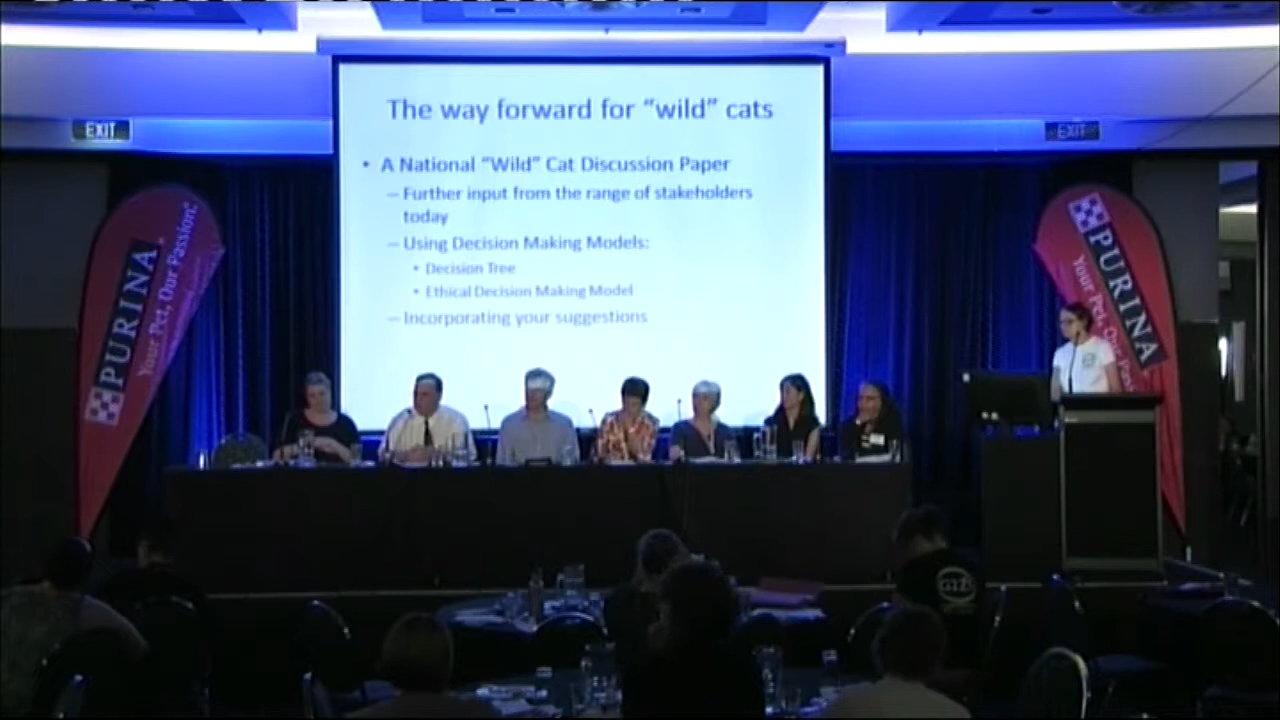 The way forward for "wild" cats
• A National "Wild" Cat Discussion Paper
– Further input from the range of stakeholders
today
– Using Decision Making Models:
• Decision Tree
• Ethical Decision Making Model
– Incorporating your suggestions
EXIT
EXIT
PURINA
Your Pet, Our Passion.
PURINA
Your Pet, Our Pas